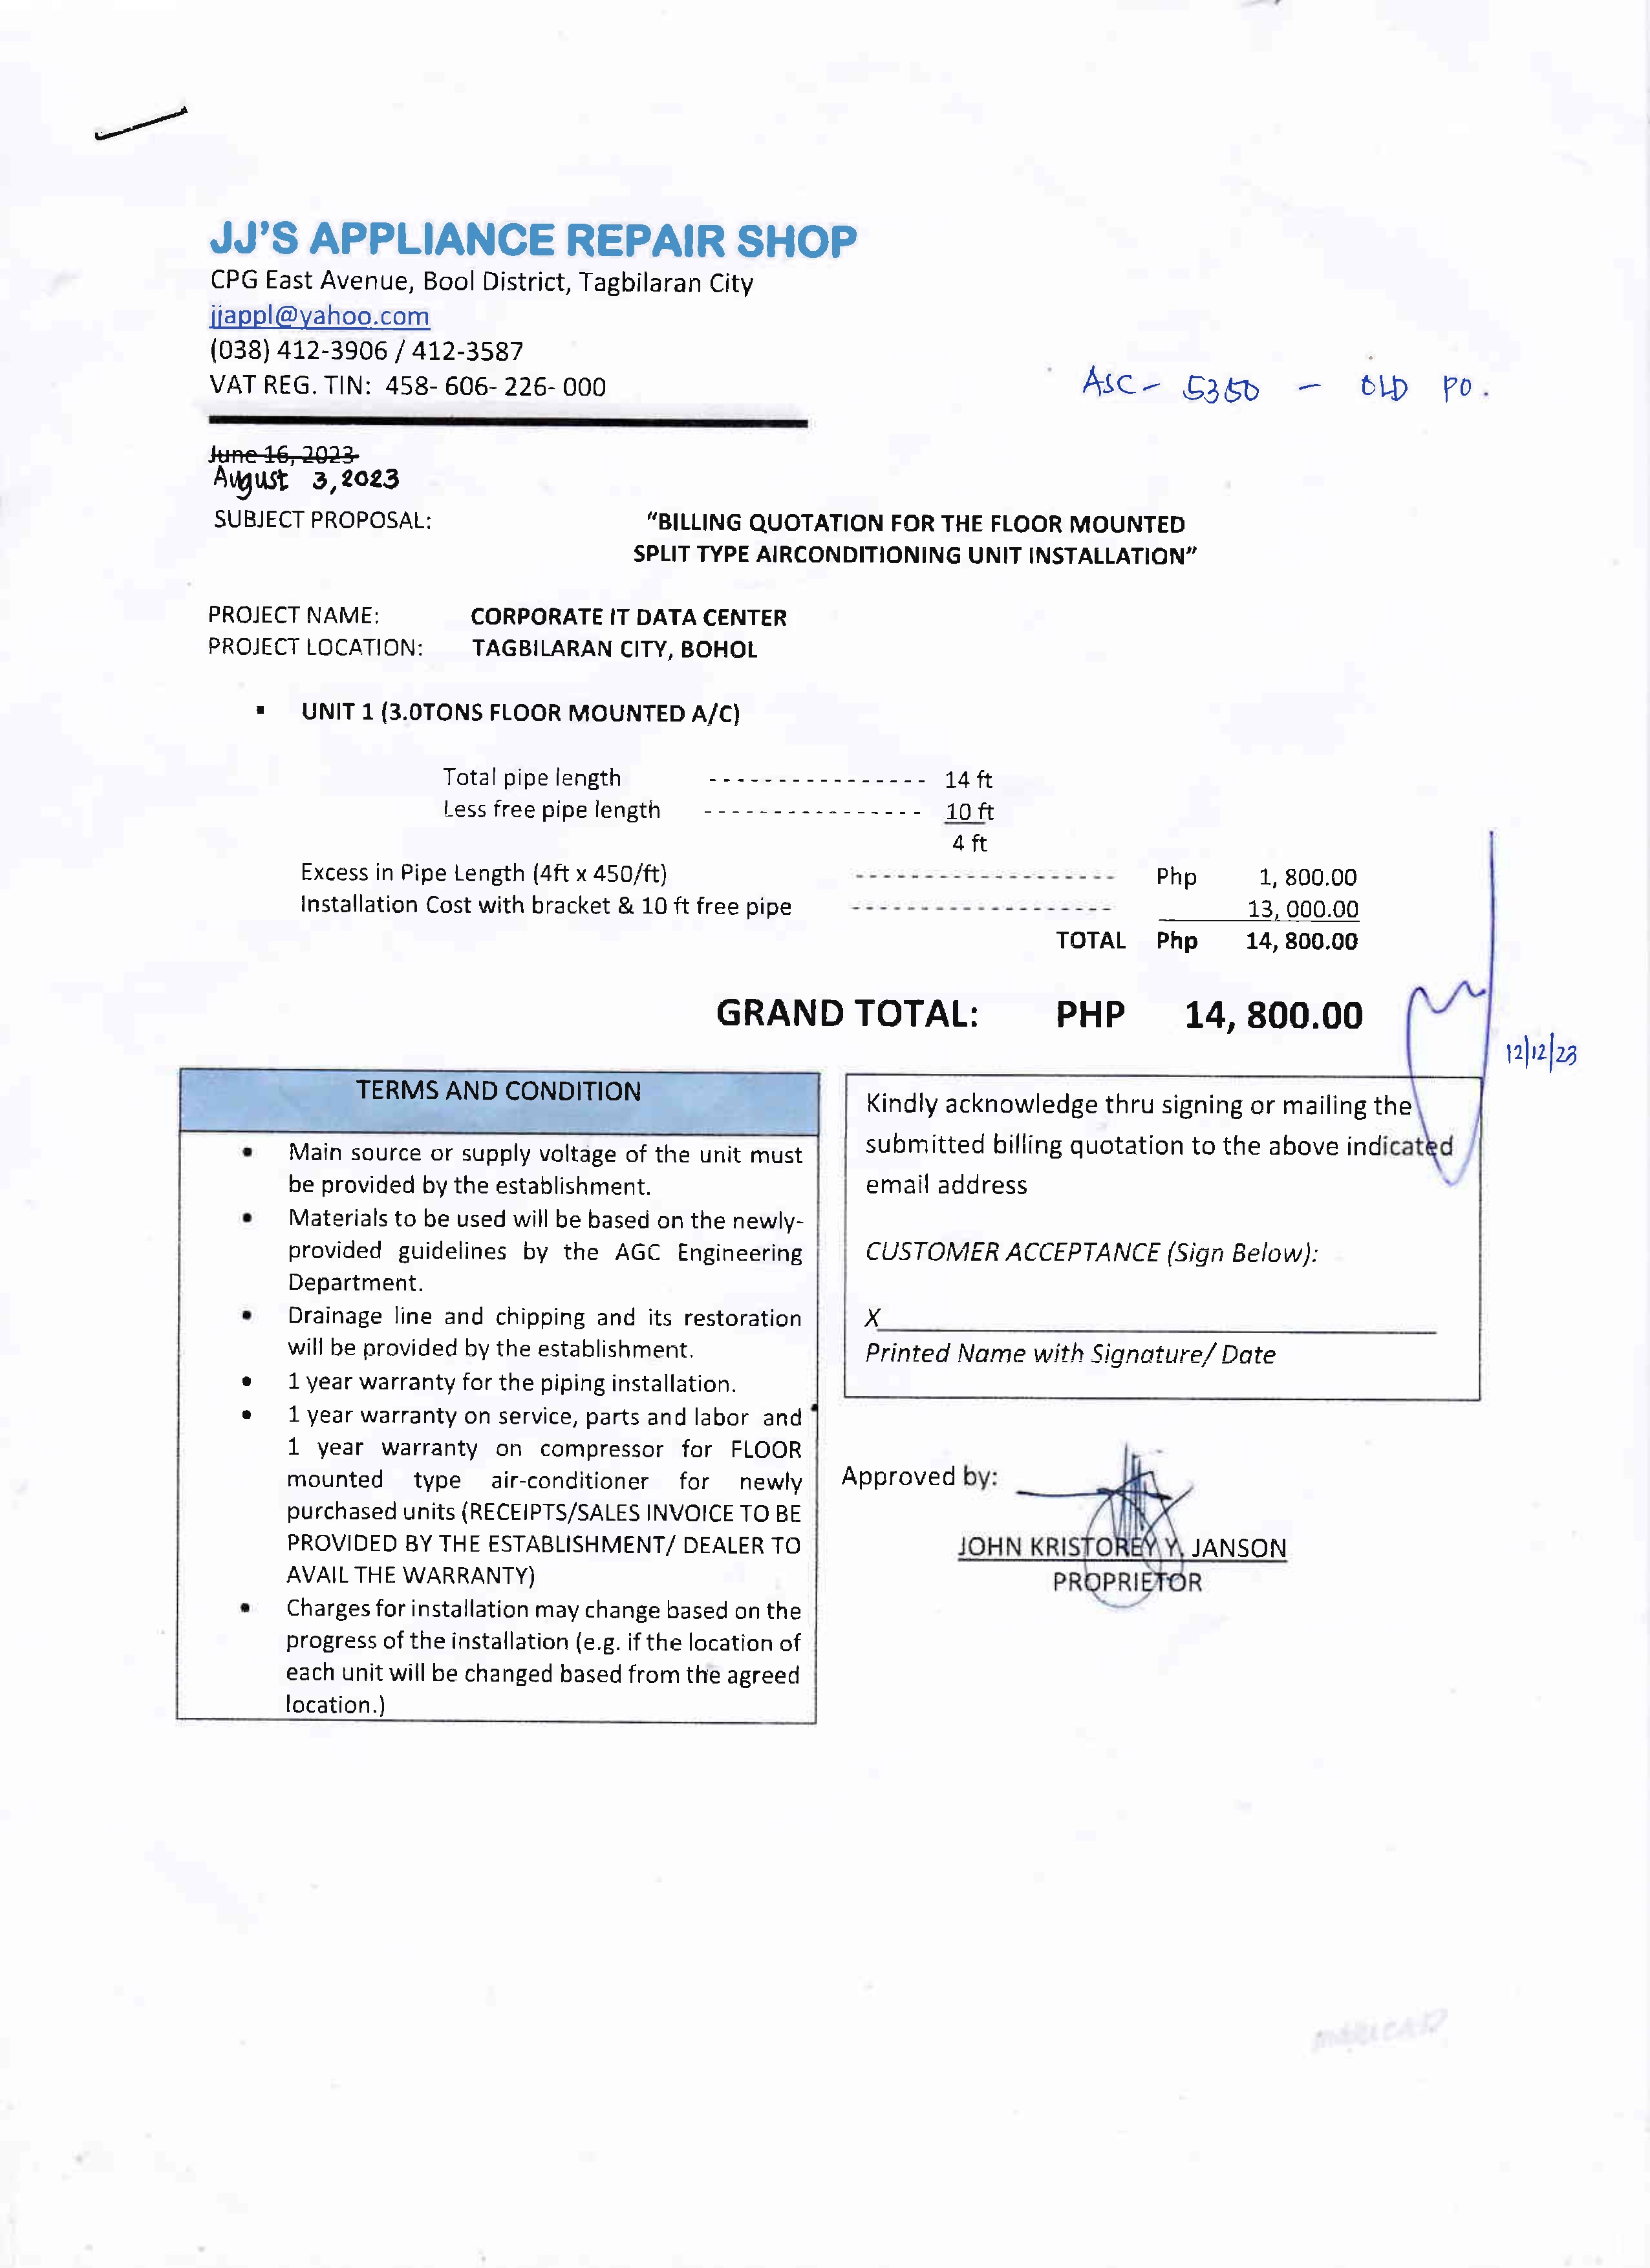 JJ'S APPLIANCE REPAIR SHOP
CPG East Avenue, Bool District, Tagbilaran City
jjappl@yahoo.com
(038) 412-3906 / 412-3587
VAT REG. TIN: 458- 606- 226- 000
ASC - 5350 - OLD PO.
June 16, 2023
August 3, 2023
SUBJECT PROPOSAL: "BILLING QUOTATION FOR THE FLOOR MOUNTED
SPLIT TYPE AIRCONDITIONING UNIT INSTALLATION"
PROJECT NAME: CORPORATE IT DATA CENTER
PROJECT LOCATION: TAGBILARAN CITY, BOHOL
▪ UNIT 1 (3.0TONS FLOOR MOUNTED A/C)
Total pipe length ---------------- 14 ft
Less free pipe length ---------------- 10 ft
4 ft
Excess in Pipe Length (4ft x 450/ft) ------------------- Php 1, 800.00
Installation Cost with bracket & 10 ft free pipe ------------------- 13, 000.00
TOTAL Php 14, 800.00
GRAND TOTAL: PHP 14, 800.00
12/12/23
TERMS AND CONDITION
• Main source or supply voltage of the unit must
be provided by the establishment.
• Materials to be used will be based on the newly-
provided guidelines by the AGC Engineering
Department.
• Drainage line and chipping and its restoration
will be provided by the establishment.
• 1 year warranty for the piping installation.
• 1 year warranty on service, parts and labor and
1 year warranty on compressor for FLOOR
mounted type air-conditioner for newly
purchased units (RECEIPTS/SALES INVOICE TO BE
PROVIDED BY THE ESTABLISHMENT/ DEALER TO
AVAIL THE WARRANTY)
• Charges for installation may change based on the
progress of the installation (e.g. if the location of
each unit will be changed based from the agreed
location.)
Kindly acknowledge thru signing or mailing the
submitted billing quotation to the above indicated
email address
CUSTOMER ACCEPTANCE (Sign Below):
X
Printed Name with Signature/ Date
Approved by:
JOHN KRISTOREY Y. JANSON
PROPRIETOR